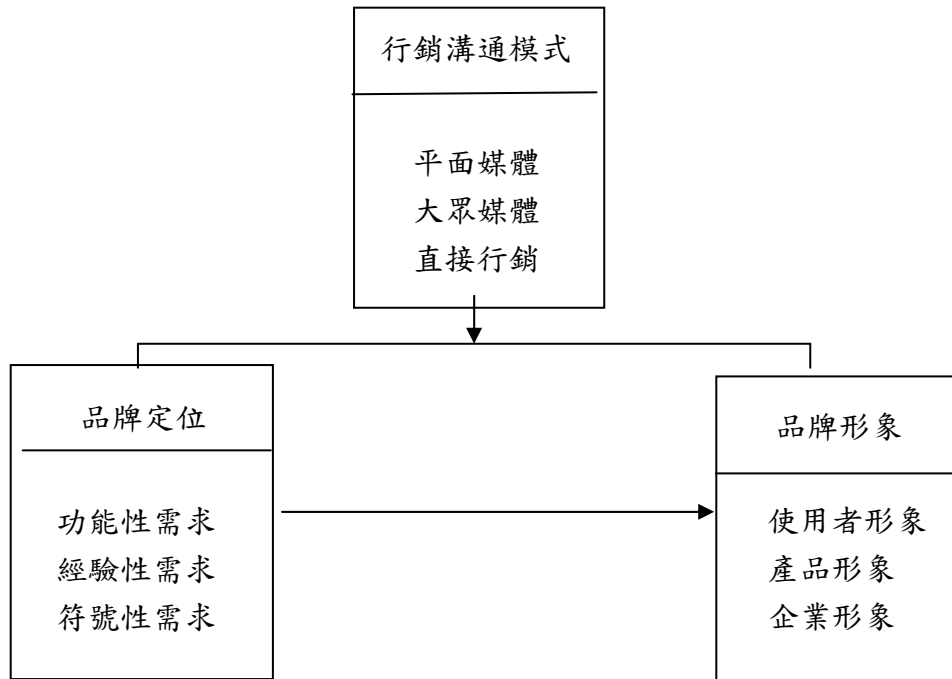 行銷溝通模式
平面媒體
大眾媒體
直接行銷
品牌定位
功能性需求
經驗性需求
符號性需求
品牌形象
使用者形象
產品形象
企業形象